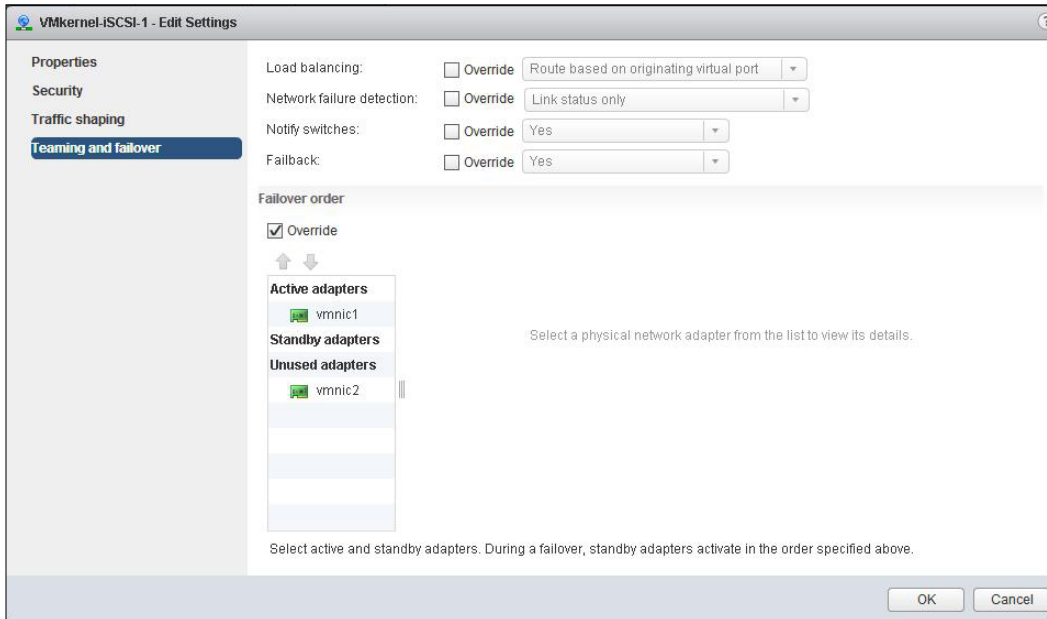 VMkernel-iSCSI-1 - Edit Settings
?
Properties
Security
Traffic shaping
Teaming and failover
Load balancing: Override Route based on originating virtual port
Network failure detection: Override Link status only
Notify switches: Override Yes
Failback: Override Yes
Failover order
Override
Active adapters
vmnic1
Standby adapters
Unused adapters
vmnic2
Select a physical network adapter from the list to view its details.
Select active and standby adapters. During a failover, standby adapters activate in the order specified above.
OK Cancel